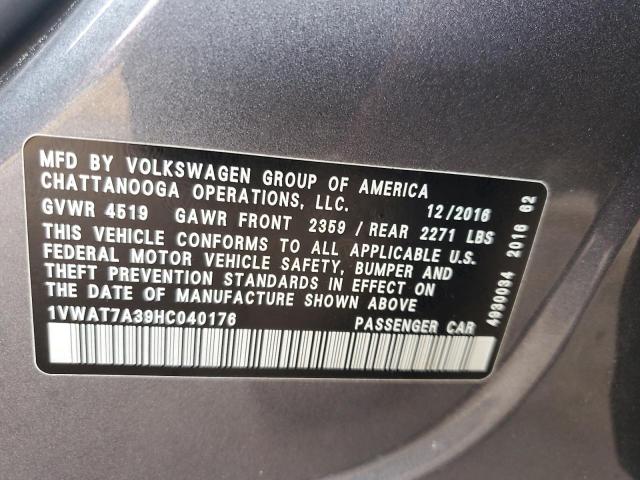 MFD BY VOLKSWAGEN GROUP OF AMERICA
CHATTANOOGA OPERATIONS, LLC. 12/2016
GVWR 4519 GAWR FRONT 2359 / REAR 2271 LBS
THIS VEHICLE CONFORMS TO ALL APPLICABLE U.S.
FEDERAL MOTOR VEHICLE SAFETY, BUMPER AND
THEFT PREVENTION STANDARDS IN EFFECT ON
THE DATE OF MANUFACTURE SHOWN ABOVE
1VWAT7A39HC040176 PASSENGER CAR
4930034 2016 62